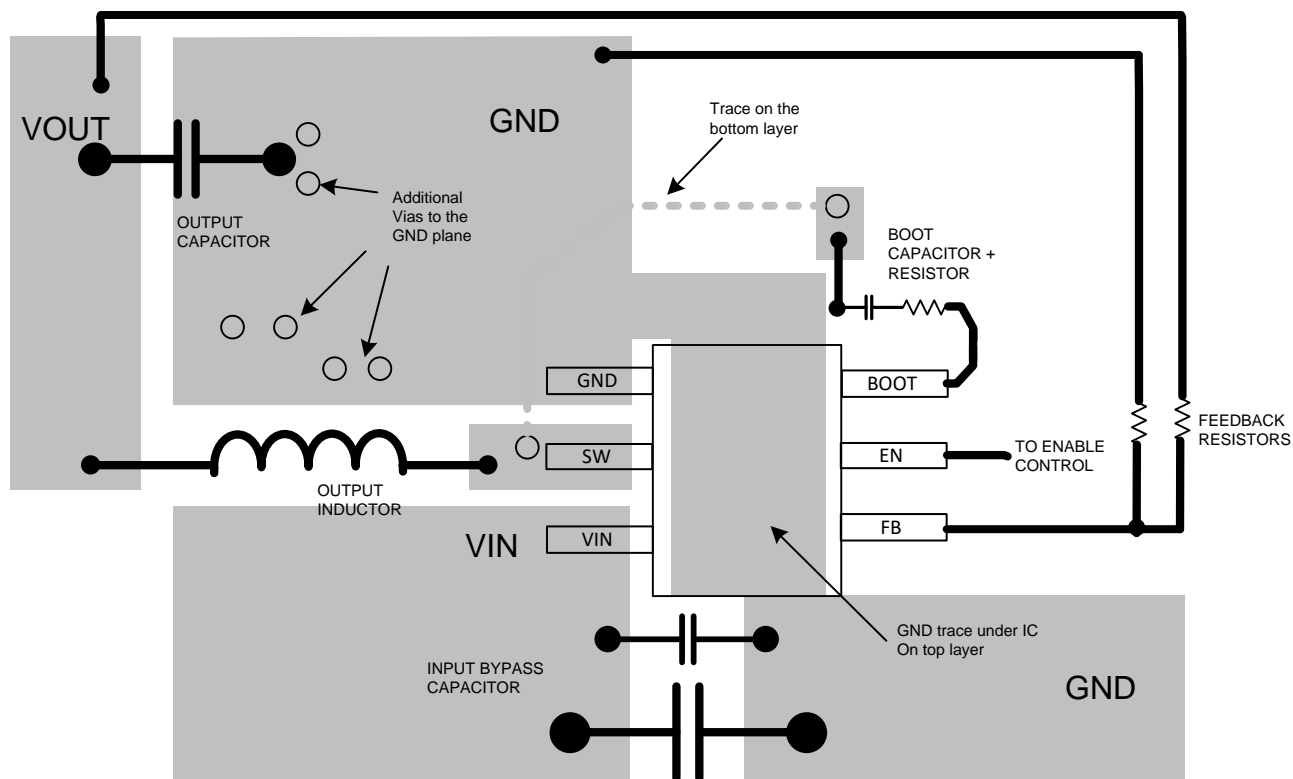 Trace on the
bottom layer
VOUT
GND
Additional
Vias to the
GND plane
OUTPUT
CAPACITOR
BOOT
CAPACITOR +
RESISTOR
GND
BOOT
FEEDBACK
RESISTORS
SW
EN
TO ENABLE
CONTROL
OUTPUT
INDUCTOR
VIN
VIN
FB
GND trace under IC
On top layer
INPUT BYPASS
CAPACITOR
GND